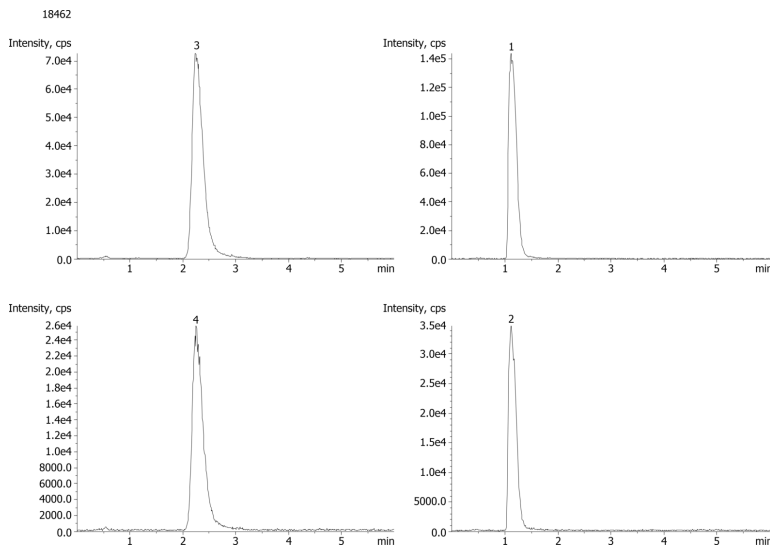 18462
Intensity, cps
3
7.0e4
6.0e4
5.0e4
4.0e4
3.0e4
2.0e4
1.0e4
0.0
1 2 3 4 5 min
Intensity, cps
1
1.4e5
1.2e5
1.0e5
8.0e4
6.0e4
4.0e4
2.0e4
0.0
1 2 3 4 5 min
Intensity, cps
4
2.6e4
2.4e4
2.2e4
2.0e4
1.8e4
1.6e4
1.4e4
1.2e4
1.0e4
8000.0
6000.0
4000.0
2000.0
0.0
1 2 3 4 5 min
Intensity, cps
2
3.5e4
3.0e4
2.5e4
2.0e4
1.5e4
1.0e4
5000.0
0.0
1 2 3 4 5 min